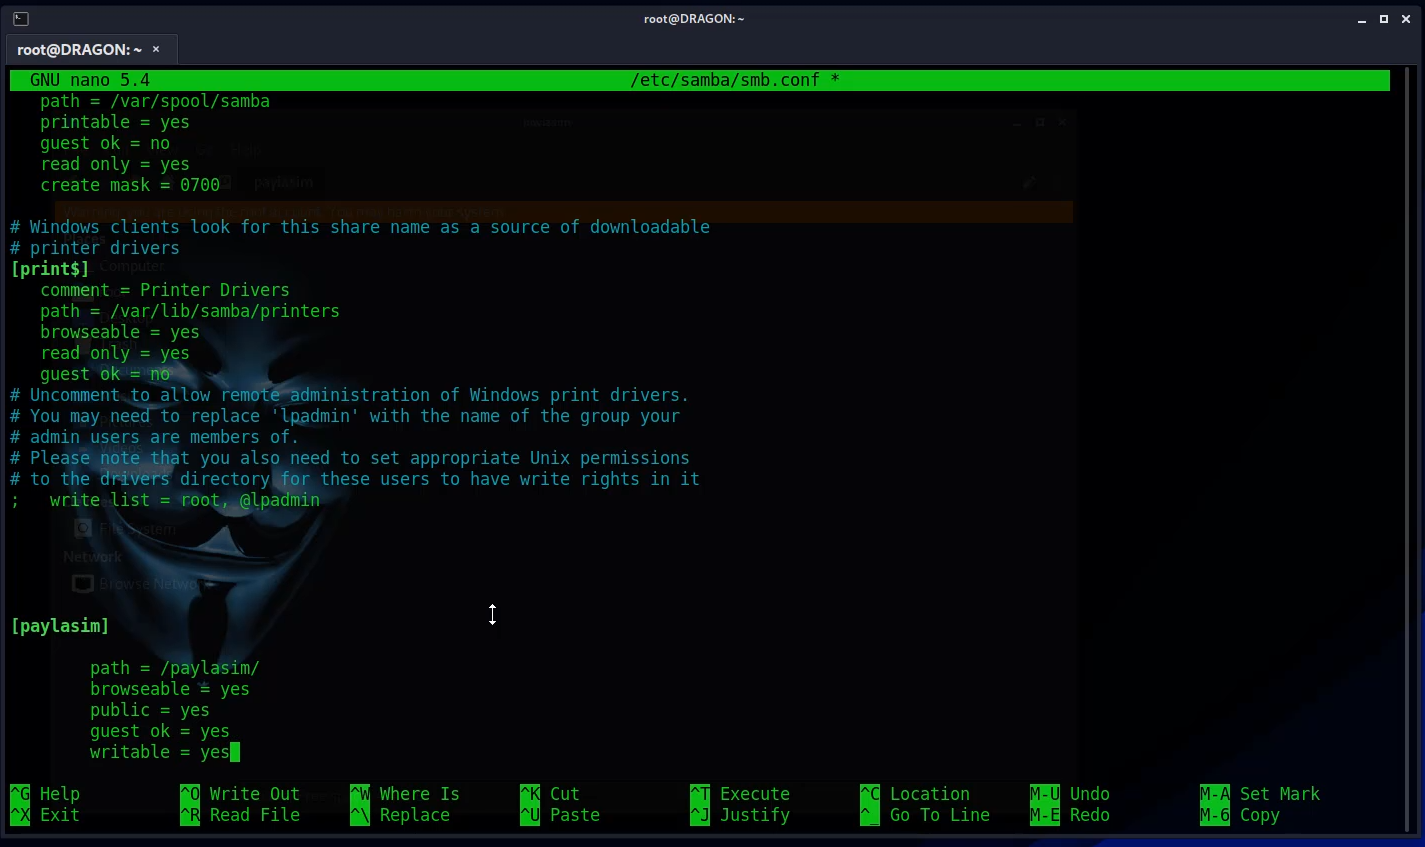 root@DRAGON: ~
root@DRAGON: ~ ×
GNU nano 5.4 /etc/samba/smb.conf *
path = /var/spool/samba
printable = yes
guest ok = no
read only = yes
create mask = 0700
paylasim
# Windows clients look for this share name as a source of downloadable
# printer drivers
[print$]
Computer
comment = Printer Drivers
path = /var/lib/samba/printers
browseable = yes
read only = yes
guest ok = no
# Uncomment to allow remote administration of Windows print drivers.
# You may need to replace 'lpadmin' with the name of the group your
# admin users are members of.
# Please note that you also need to set appropriate Unix permissions
# to the drivers directory for these users to have write rights in it
; write list = root, @lpadmin
File System
Network
Browse Network
[paylasim]
path = /paylasim/
browseable = yes
public = yes
guest ok = yes
writable = yes
^G Help ^O Write Out ^W Where Is ^K Cut ^T Execute ^C Location M-U Undo M-A Set Mark
^X Exit ^R Read File ^\ Replace ^U Paste ^J Justify ^_ Go To Line M-E Redo M-6 Copy